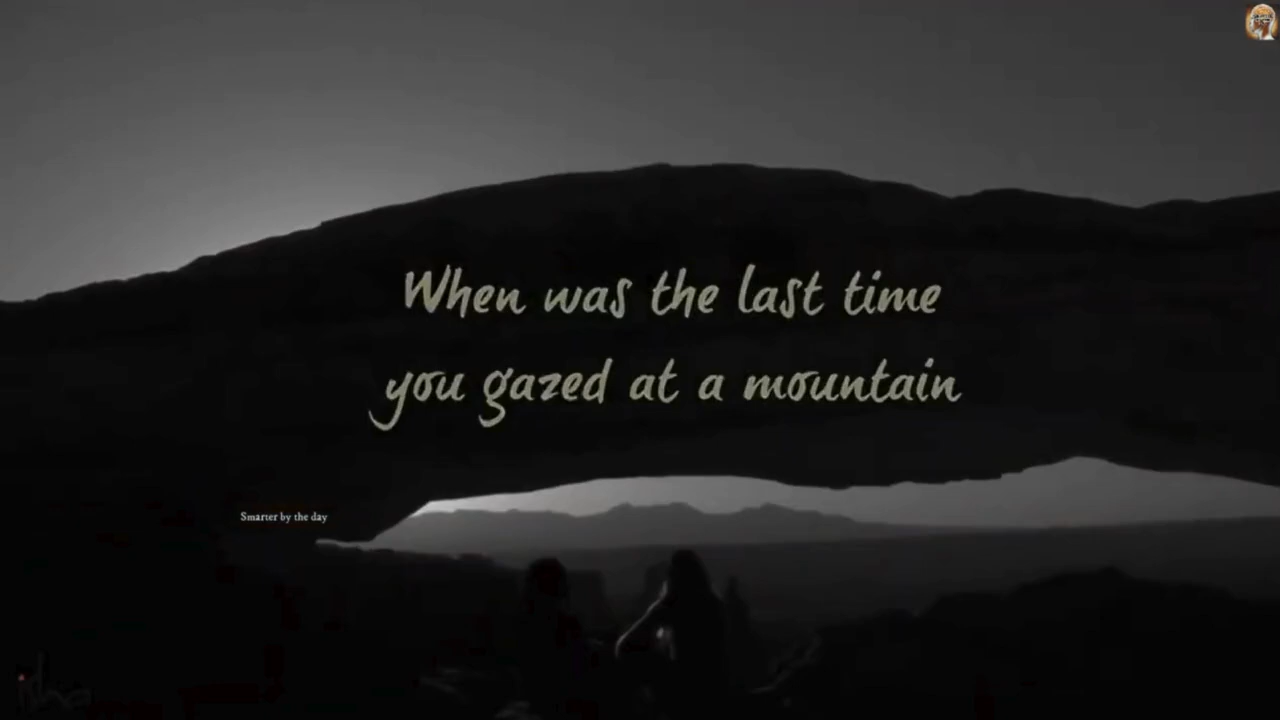 When was the last time
you gazed at a mountain
Smarter by the day